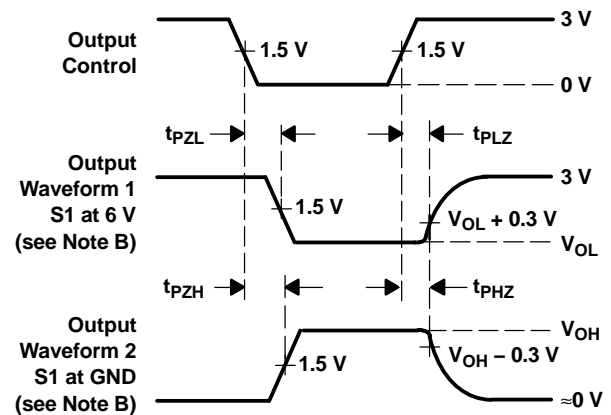 3 V
Output
Control
1.5 V
1.5 V
0 V
tPZL
tPLZ
Output
Waveform 1
S1 at 6 V
(see Note B)
3 V
1.5 V
VOL + 0.3 V
VOL
tPZH
tPHZ
Output
Waveform 2
S1 at GND
(see Note B)
VOH
1.5 V
VOH − 0.3 V
≈0 V